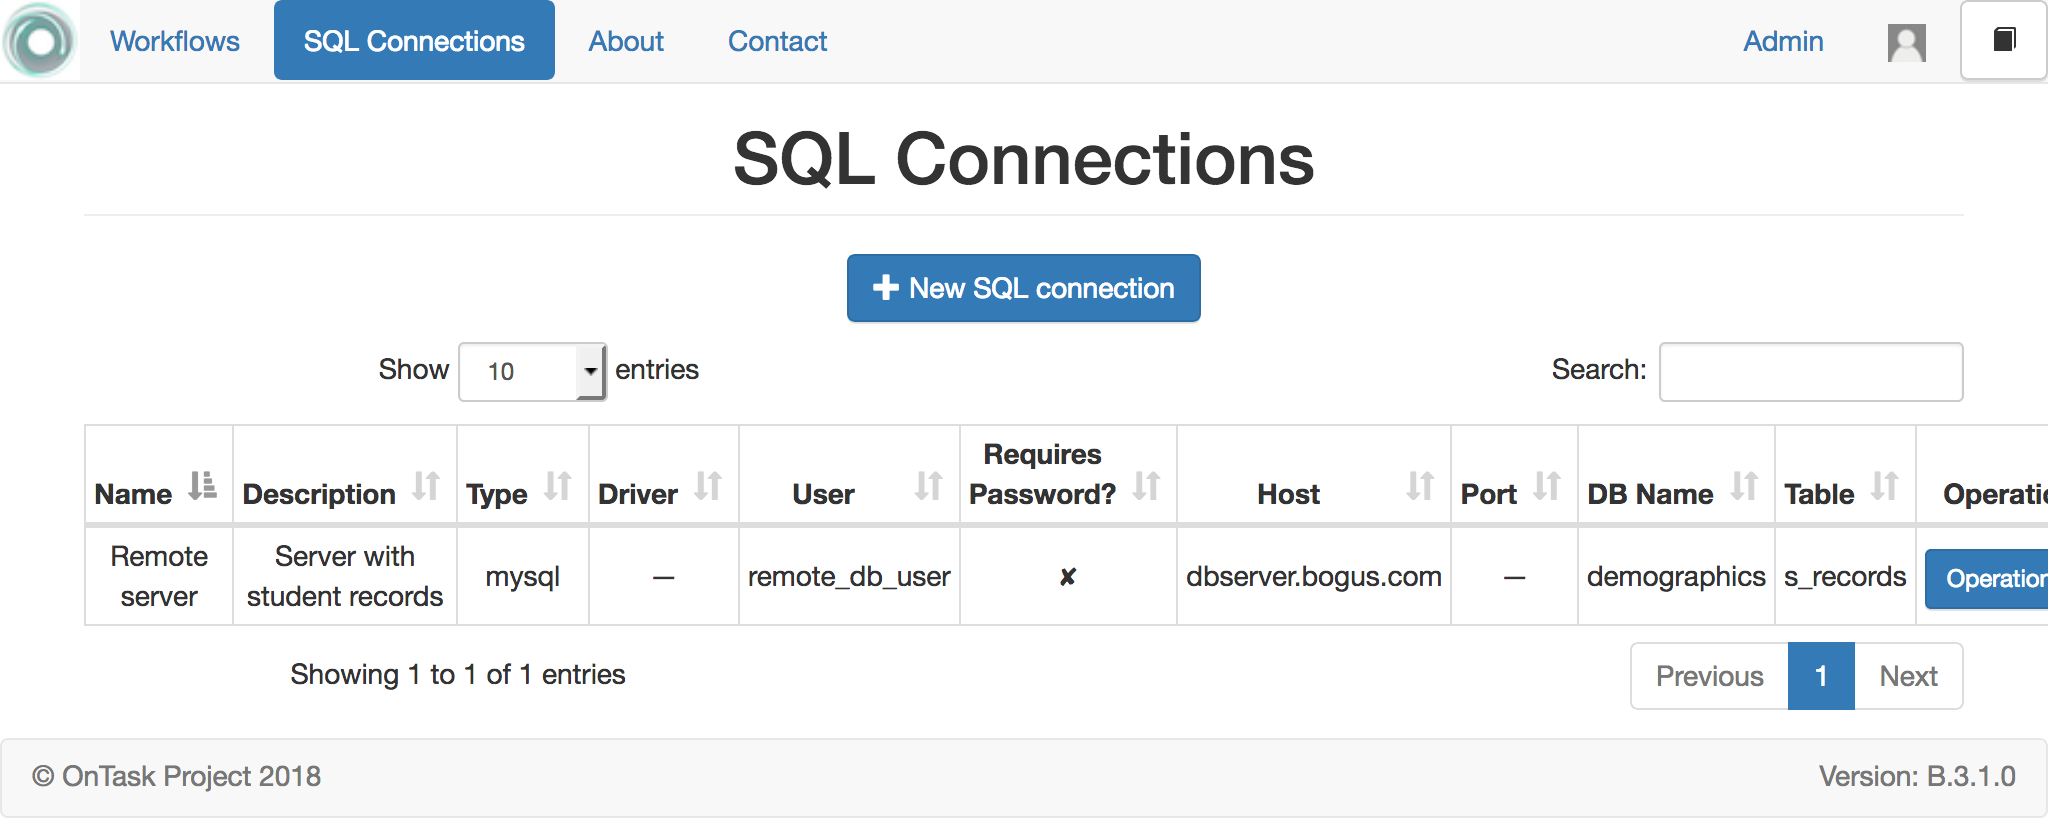 Workflows SQL Connections About Contact Admin
SQL Connections
New SQL connection
Show 10 entries Search:
Name Description Type Driver User Requires Password? Host Port DB Name Table Operatio
Remote server Server with student records mysql — remote_db_user ✘ dbserver.bogus.com — demographics s_records Operation
Showing 1 to 1 of 1 entries Previous 1 Next
© OnTask Project 2018 Version: B.3.1.0